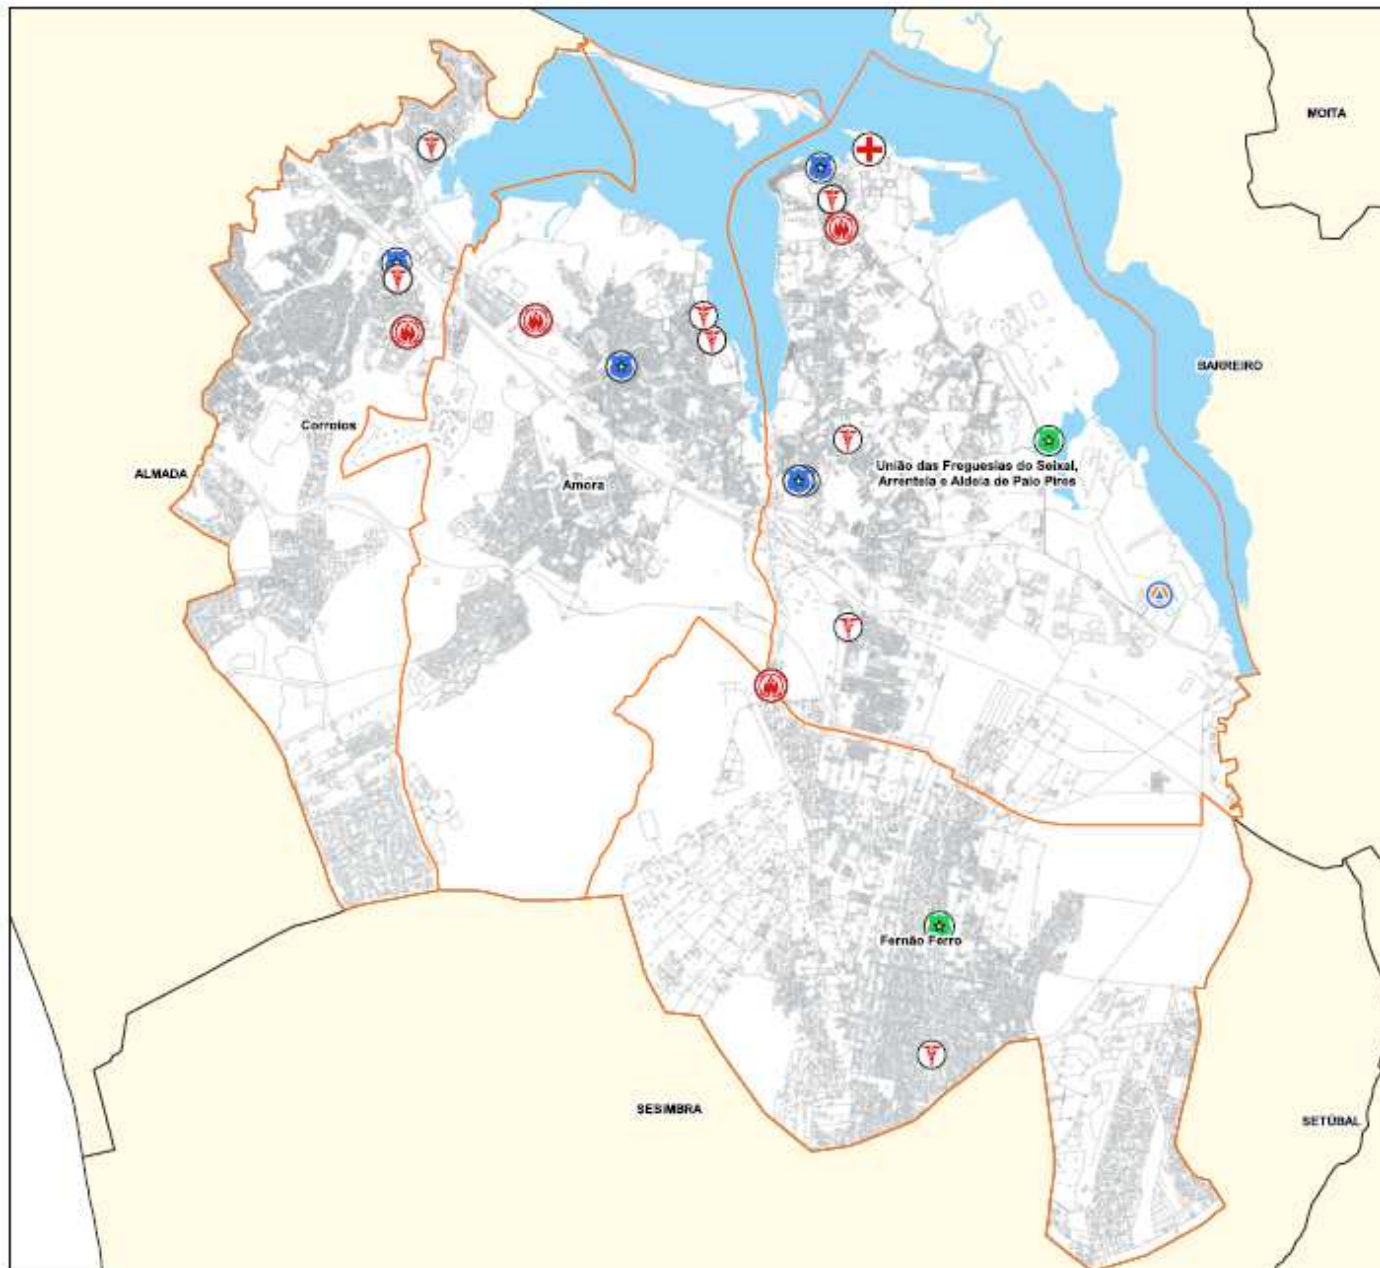 MOITA
BARREIRO
Corroios
ALMADA
União das Freguesias do Seixal,
Arrentela e Aldeia de Paio Pires
Amora
Fernão Ferro
SESIMBRA
SETÚBAL